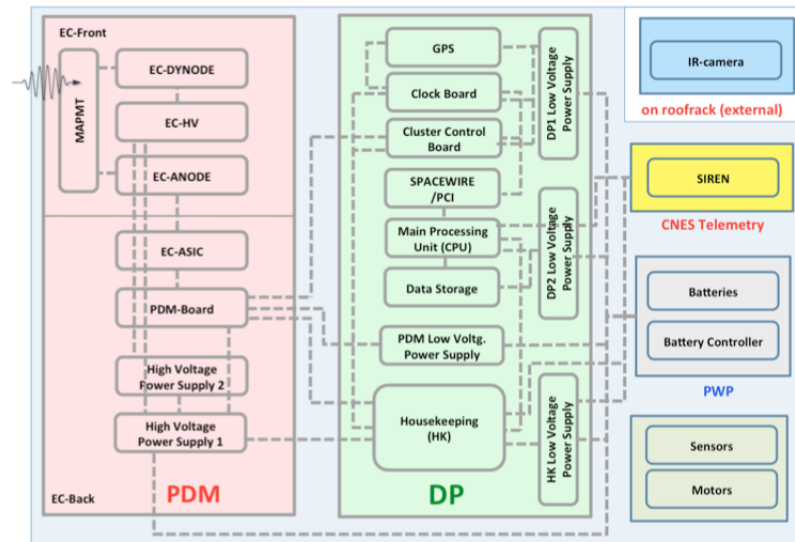 EC-Front
MAPMT
EC-DYNODE
EC-HV
EC-ANODE
EC-ASIC
PDM-Board
High Voltage
Power Supply 2
High Voltage
Power Supply 1
EC-Back
PDM
GPS
Clock Board
Cluster Control
Board
SPACEWIRE
/PCI
Main Processing
Unit (CPU)
Data Storage
PDM Low Voltg.
Power Supply
Housekeeping
(HK)
DP
DP1 Low Voltage
Power Supply
DP2 Low Voltage
Power Supply
HK Low Voltage
Power Supply
IR-camera
on roofrack (external)
SIREN
CNES Telemetry
Batteries
Battery Controller
PWP
Sensors
Motors